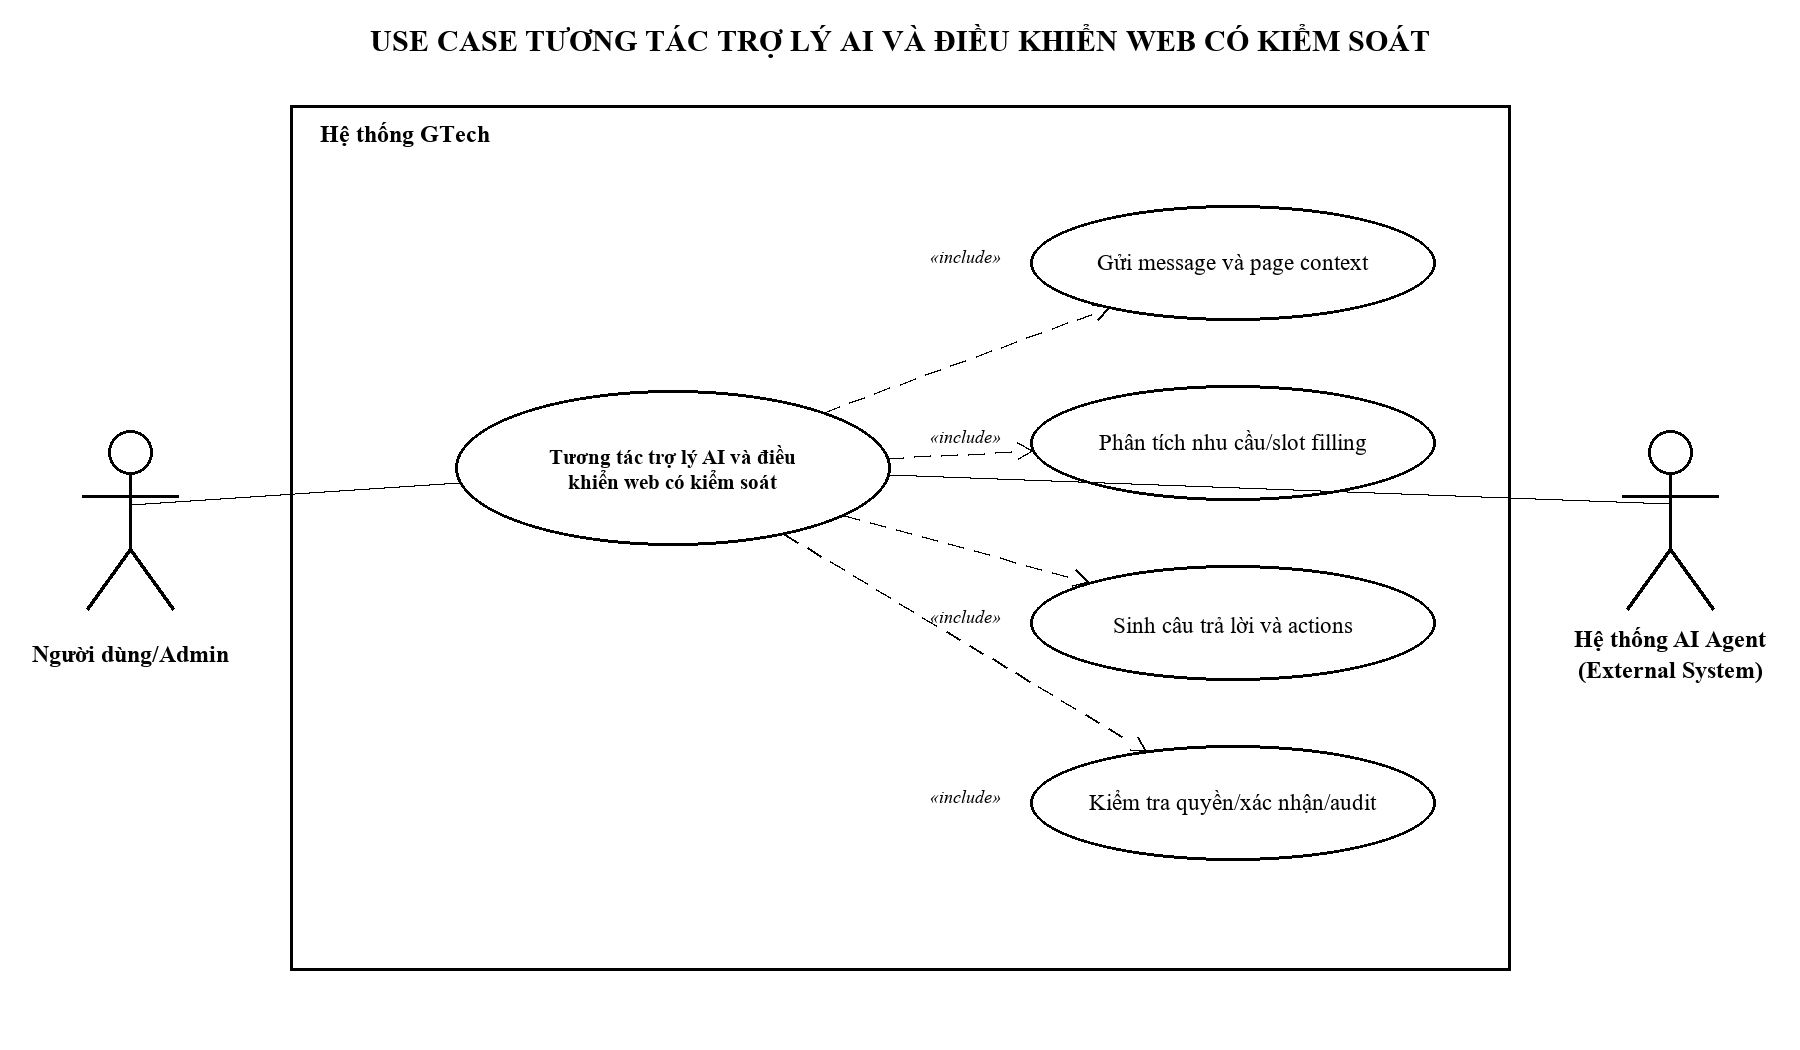 USE CASE TƯƠNG TÁC TRỢ LÝ AI VÀ ĐIỀU KHIỂN WEB CÓ KIỂM SOÁT
Hệ thống GTech
«include»
Gửi message và page context
«include»
Phân tích nhu cầu/slot filling
Tương tác trợ lý AI và điều
khiển web có kiểm soát
«include»
Sinh câu trả lời và actions
Người dùng/Admin
Hệ thống AI Agent
(External System)
«include»
Kiểm tra quyền/xác nhận/audit